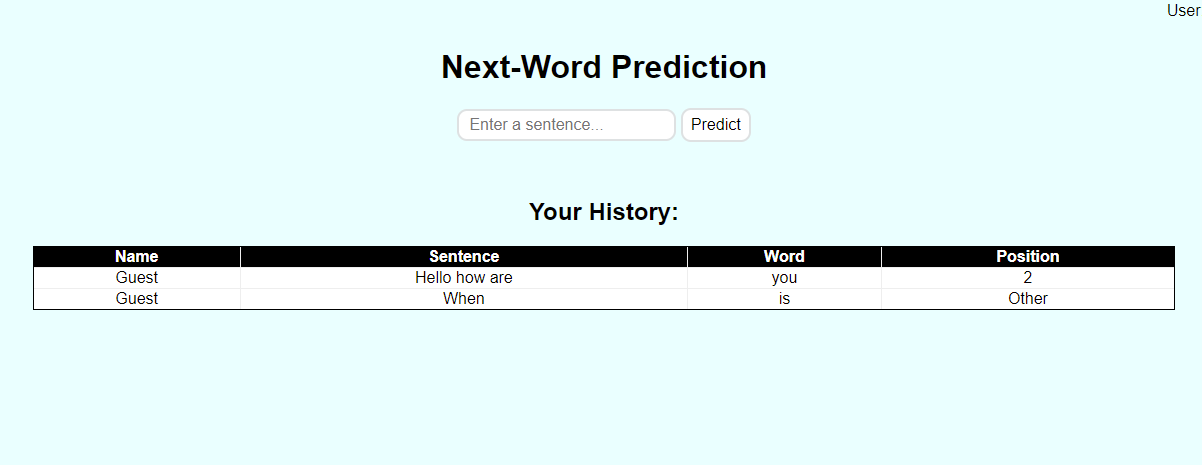 User
Next-Word Prediction
Enter a sentence... Predict
Your History:
Name Sentence Word Position
Guest Hello how are you 2
Guest When is Other